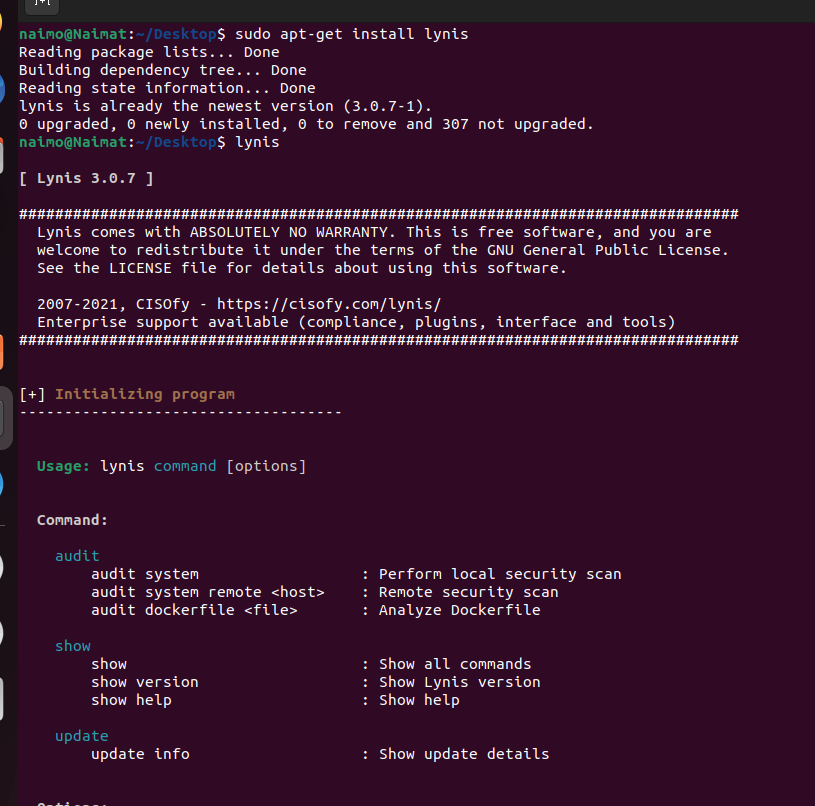 naimo@Naimat:~/Desktop$ sudo apt-get install lynis
Reading package lists... Done
Building dependency tree... Done
Reading state information... Done
lynis is already the newest version (3.0.7-1).
0 upgraded, 0 newly installed, 0 to remove and 307 not upgraded.
naimo@Naimat:~/Desktop$ lynis
[ Lynis 3.0.7 ]
################################################################################
Lynis comes with ABSOLUTELY NO WARRANTY. This is free software, and you are
welcome to redistribute it under the terms of the GNU General Public License.
See the LICENSE file for details about using this software.
2007-2021, CISOfy - https://cisofy.com/lynis/
Enterprise support available (compliance, plugins, interface and tools)
################################################################################
[+] Initializing program
------------------------------------
Usage: lynis command [options]
Command:
audit
audit system : Perform local security scan
audit system remote <host> : Remote security scan
audit dockerfile <file> : Analyze Dockerfile
show
show : Show all commands
show version : Show Lynis version
show help : Show help
update
update info : Show update details
Options: